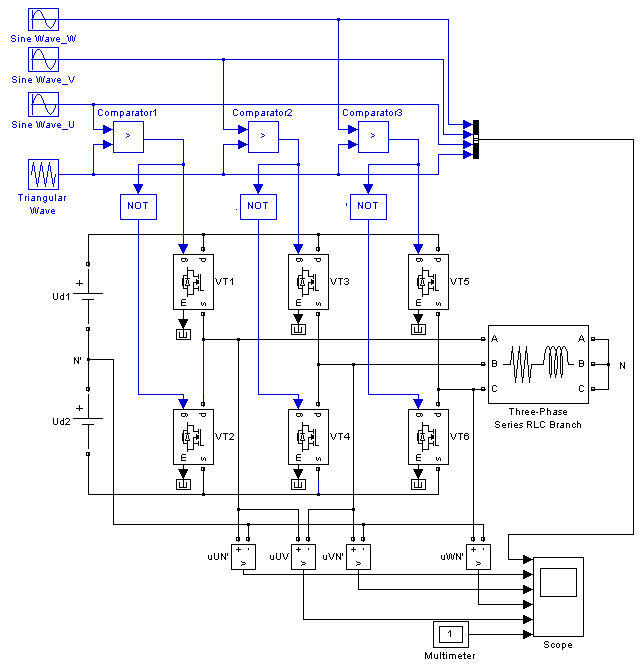 Sine Wave_W
Sine Wave_V
Sine Wave_U
Comparator1
Comparator2
Comparator3
>
>
>
Triangular
Wave
NOT
NOT
NOT
g D
g D
g D
Ud1
+
VT1
VT3
VT5
m S
m S
m S
N'
A A
B B
C C
N
Three-Phase
Series RLC Branch
g D
g D
g D
Ud2
+
VT2
VT4
VT6
m S
m S
m S
uUN'
+ -
v
uUV
+ -
v
uVN'
+ -
v
uWN'
+ -
v
1
Multimeter
Scope